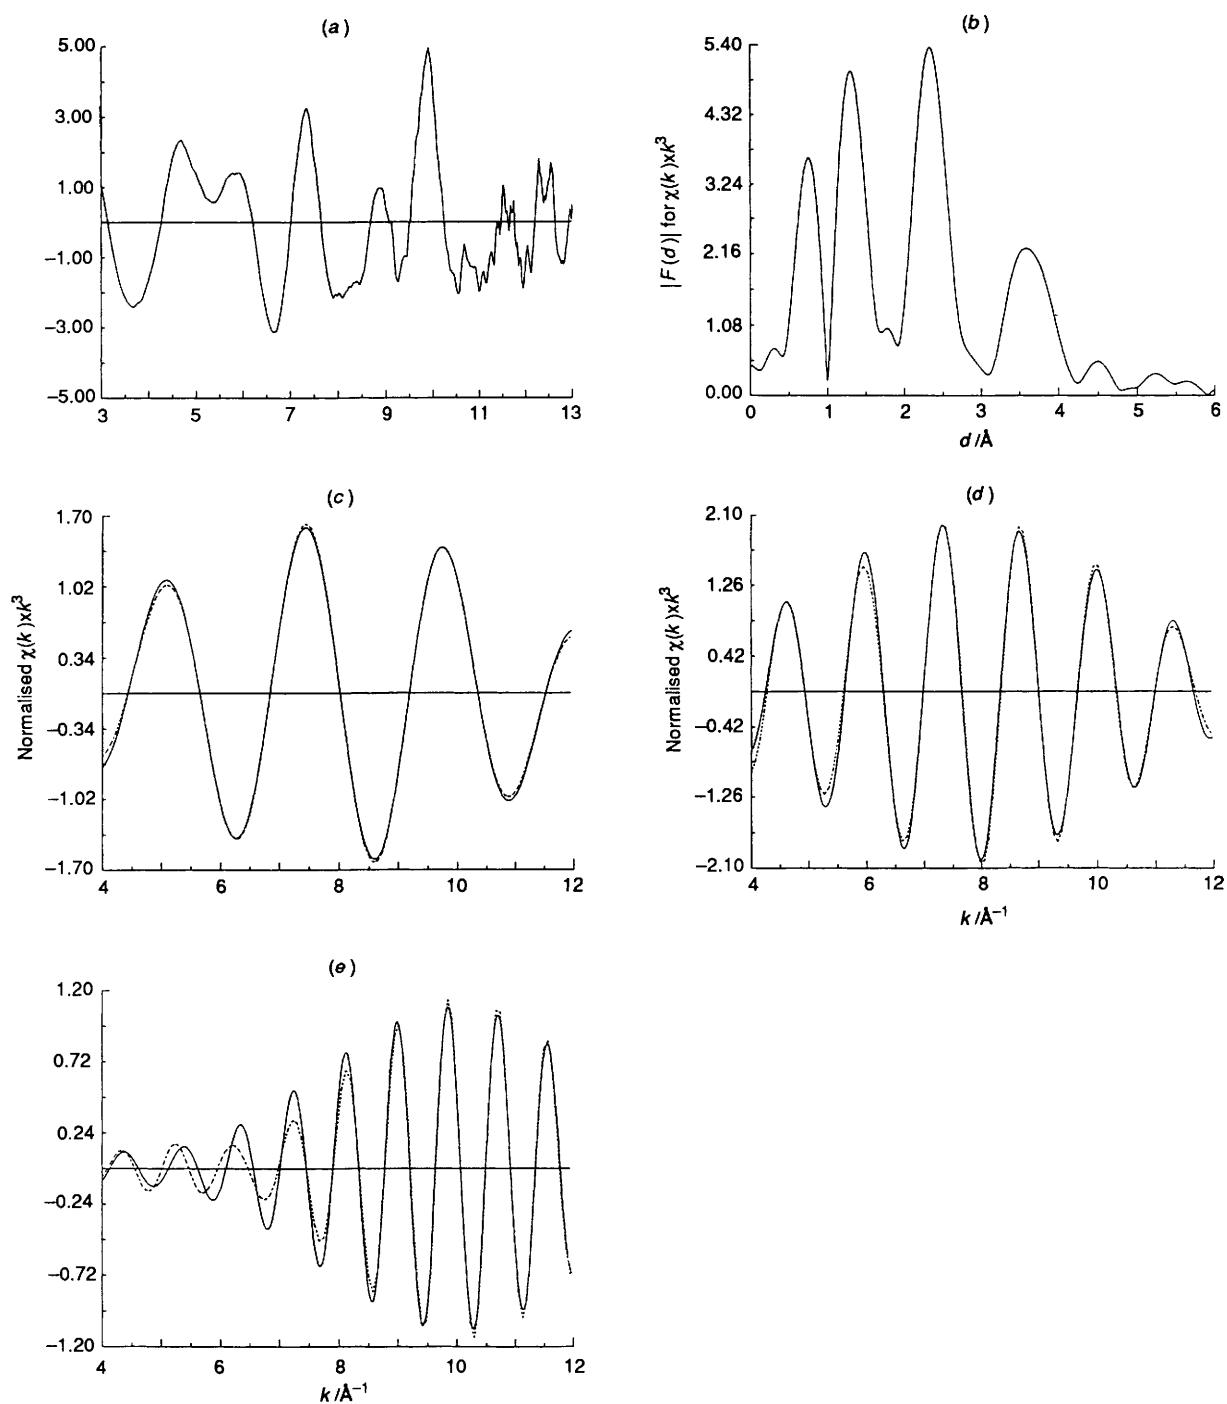 (a)
5.00
3.00
1.00
−1.00
−3.00
−5.00
3 5 7 9 11 13
(b)
|F(d)| for χ(k)xk³
5.40
4.32
3.24
2.16
1.08
0.00
0 1 2 3 4 5 6
d/Å
(c)
Normalised χ(k)xk³
1.70
1.02
0.34
−0.34
−1.02
−1.70
4 6 8 10 12
(d)
Normalised χ(k)xk³
2.10
1.26
0.42
−0.42
−1.26
−2.10
4 6 8 10 12
k/Å⁻¹
(e)
1.20
0.72
0.24
−0.24
−0.72
−1.20
4 6 8 10 12
k/Å⁻¹